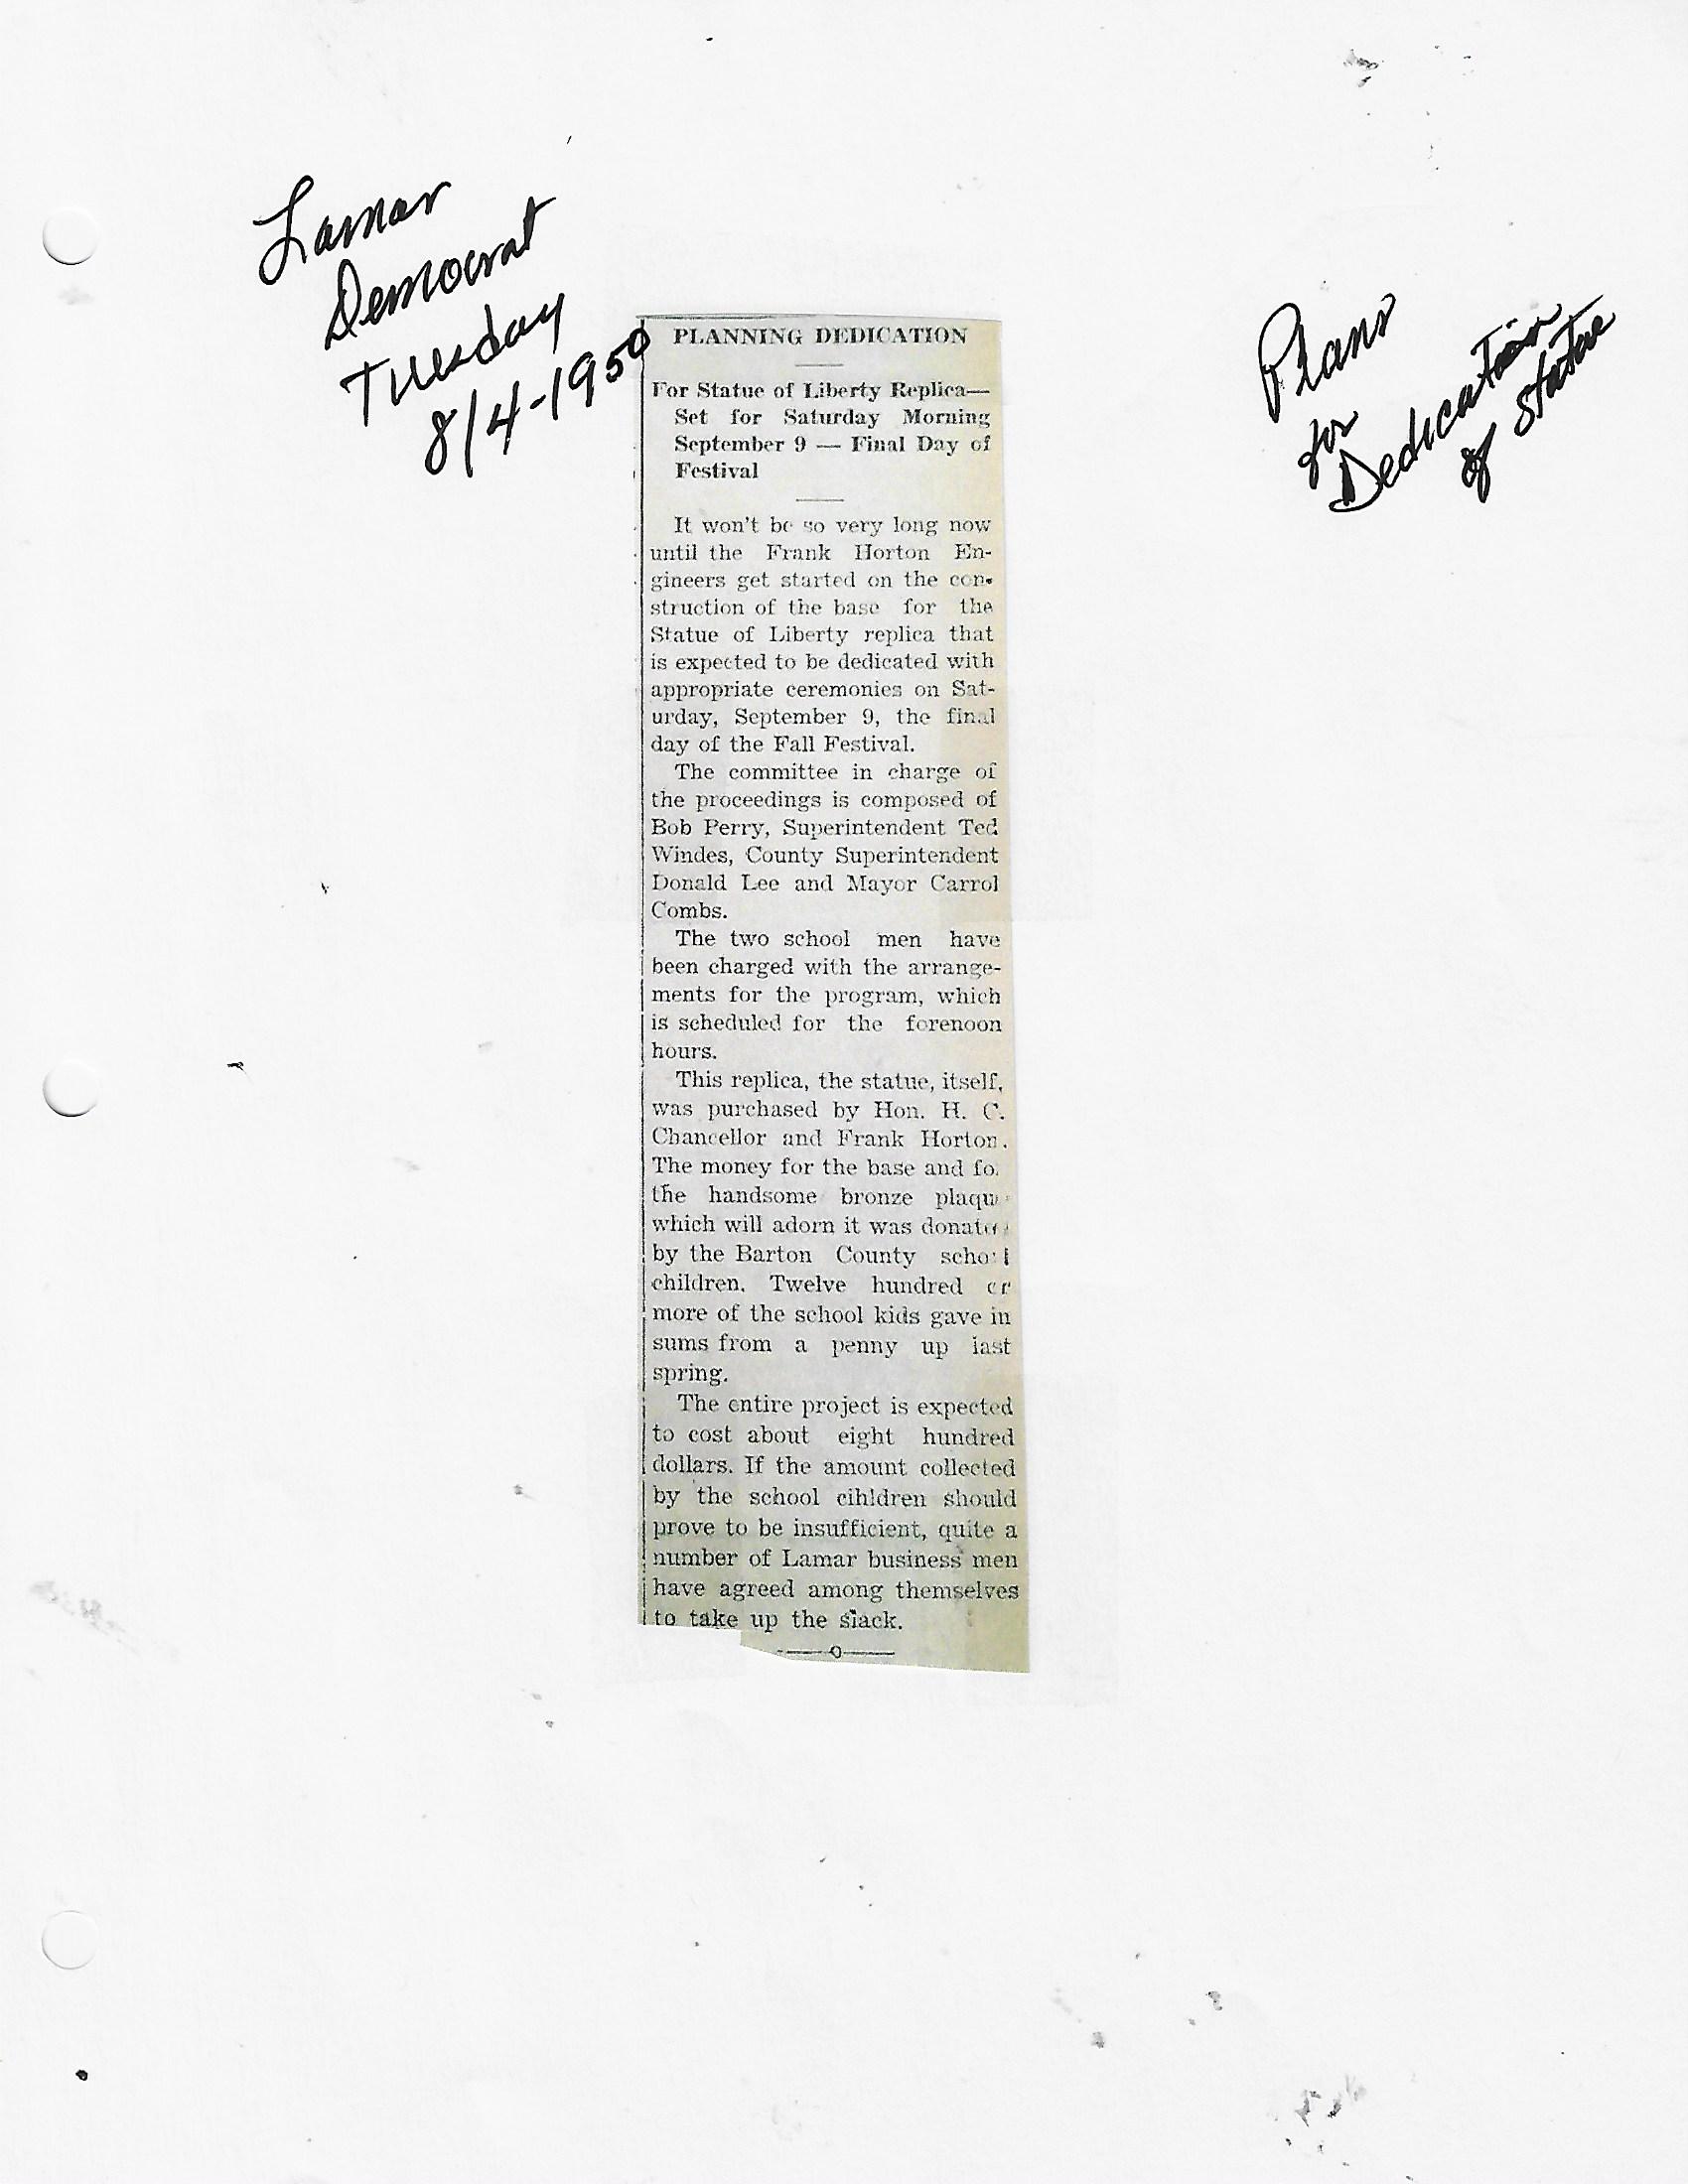 Lamar
Democrat
Tuesday
8/4-1950
Plans
for
Dedication
of Statue
PLANNING DEDICATION
For Statue of Liberty Replica—
Set for Saturday Morning
September 9 — Final Day of
Festival
It won't be so very long now
until the Frank Horton En-
gineers get started on the con-
struction of the base for the
Statue of Liberty replica that
is expected to be dedicated with
appropriate ceremonies on Sat-
urday, September 9, the final
day of the Fall Festival.
The committee in charge of
the proceedings is composed of
Bob Perry, Superintendent Ted
Windes, County Superintendent
Donald Lee and Mayor Carrol
Combs.
The two school men have
been charged with the arrange-
ments for the program, which
is scheduled for the forenoon
hours.
This replica, the statue, itself,
was purchased by Hon. H. C.
Chancellor and Frank Horton.
The money for the base and fo
the handsome bronze plaqu
which will adorn it was donate
by the Barton County school
children. Twelve hundred or
more of the school kids gave in
sums from a penny up last
spring.
The entire project is expected
to cost about eight hundred
dollars. If the amount collected
by the school cihldren should
prove to be insufficient, quite a
number of Lamar business men
have agreed among themselves
to take up the slack.
—o—